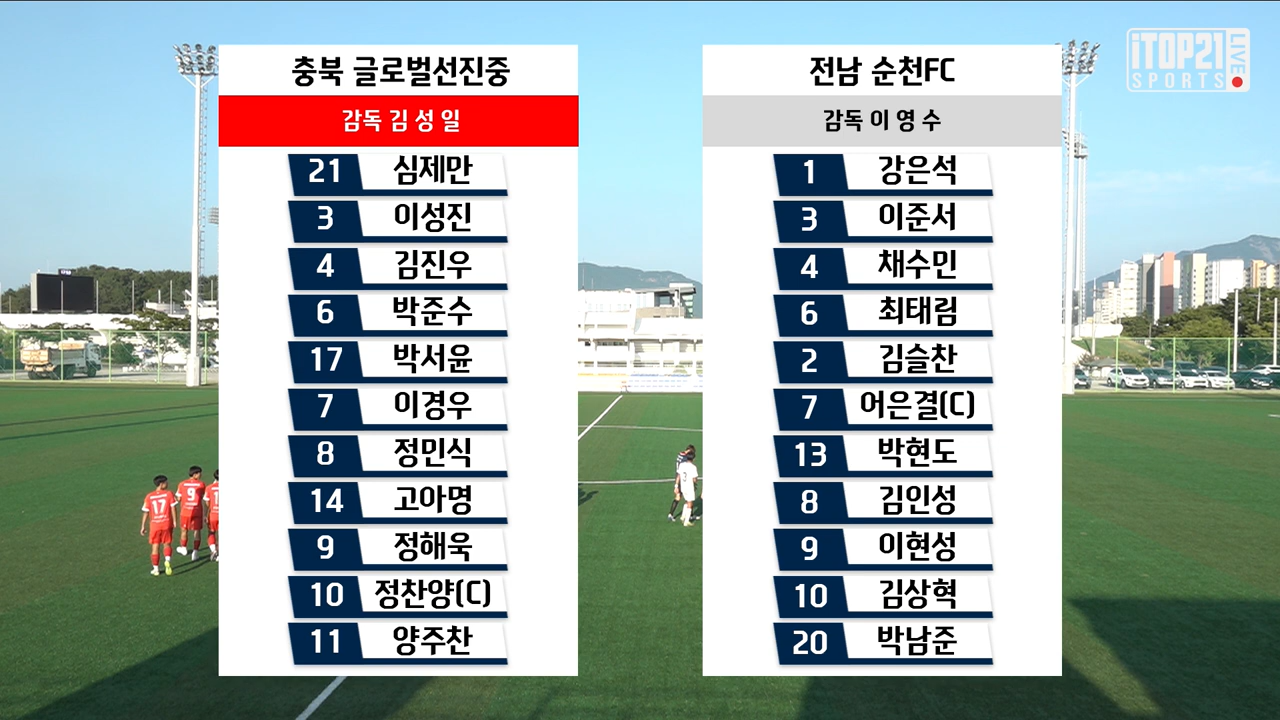 iTOP21
SPORTS
LIVE
충북 글로벌선진중
감독 김 성 일
21 심제만
3 이성진
4 김진우
6 박준수
17 박서윤
7 이경우
8 정민식
14 고아명
9 정해욱
10 정찬양(C)
11 양주찬
전남 순천FC
감독 이 영 수
1 강은석
3 이준서
4 채수민
6 최태림
2 김슬찬
7 어은결(C)
13 박현도
8 김인성
9 이현성
10 김상혁
20 박남준
17
9